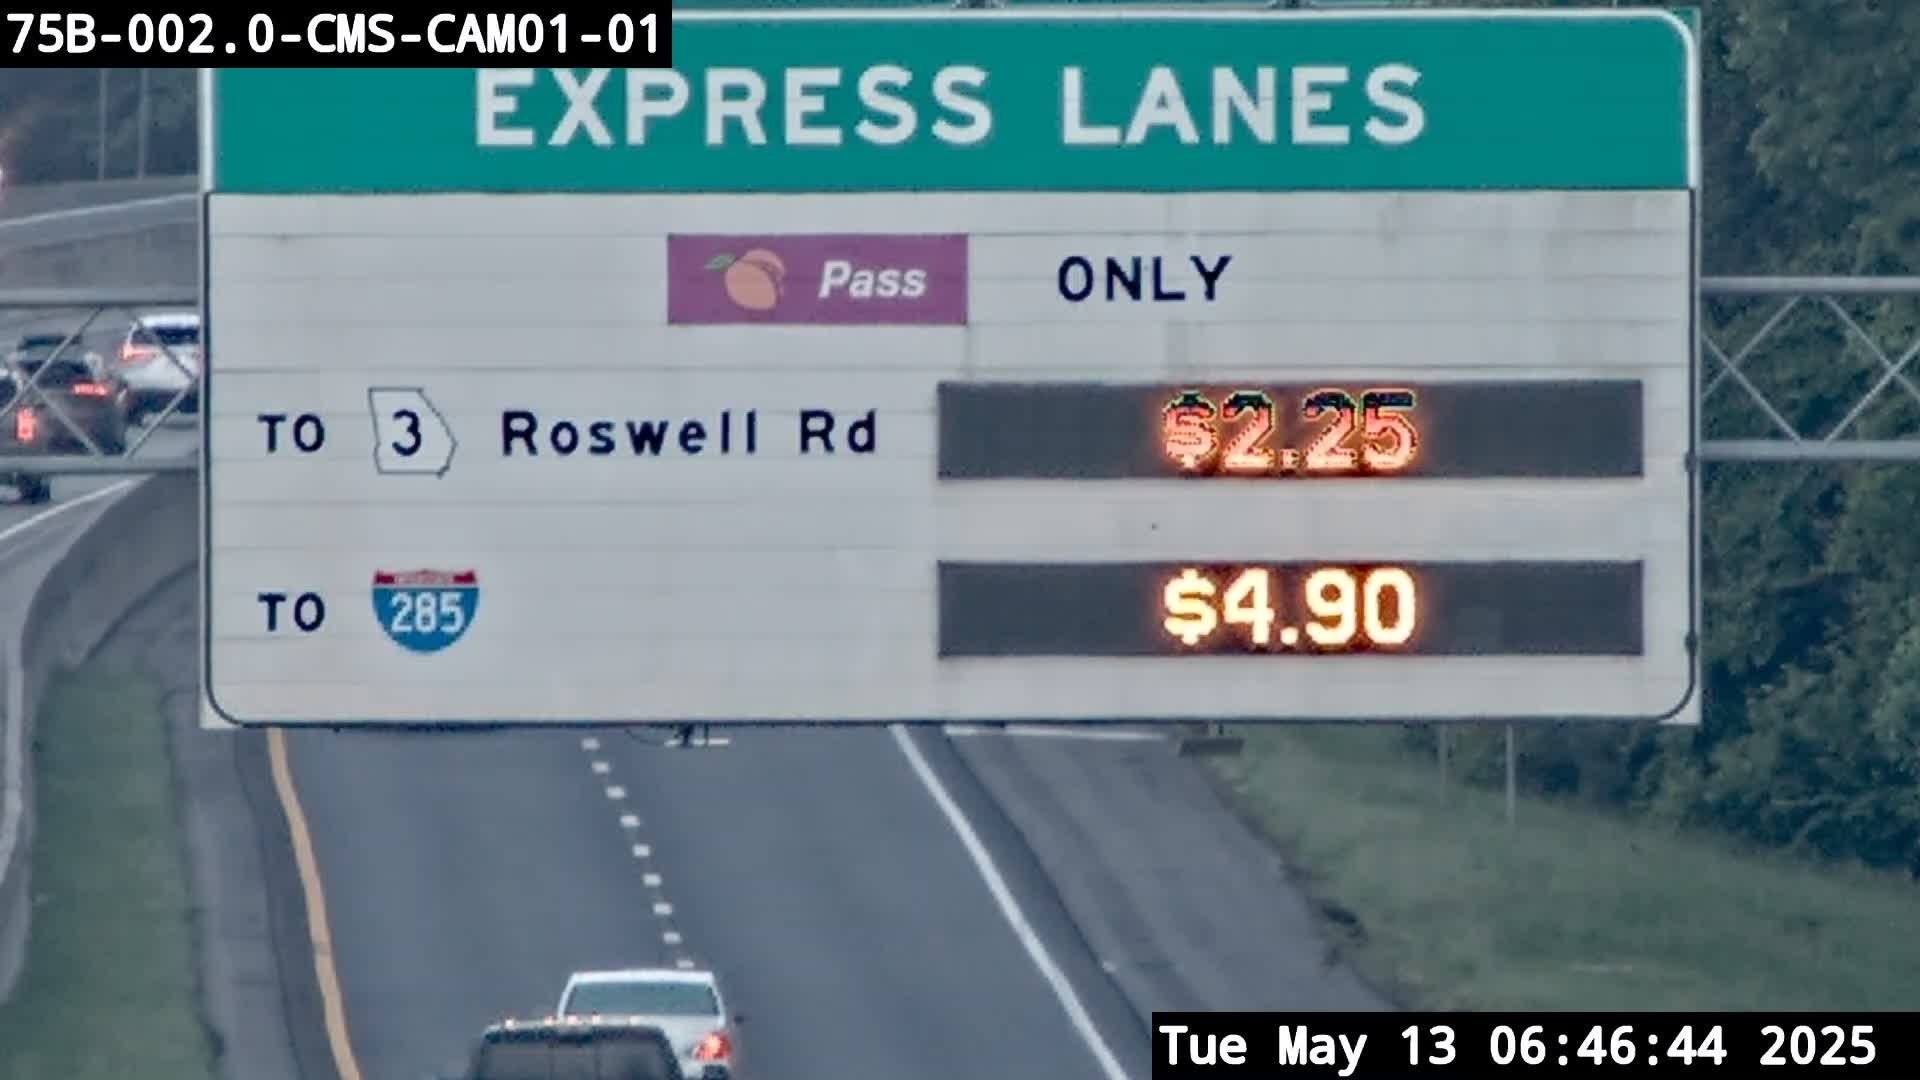 75B-002.0-CMS-CAM01-01
EXPRESS LANES
Pass ONLY
TO 3 Roswell Rd $2.25
TO 285 $4.90
Tue May 13 06:46:44 2025